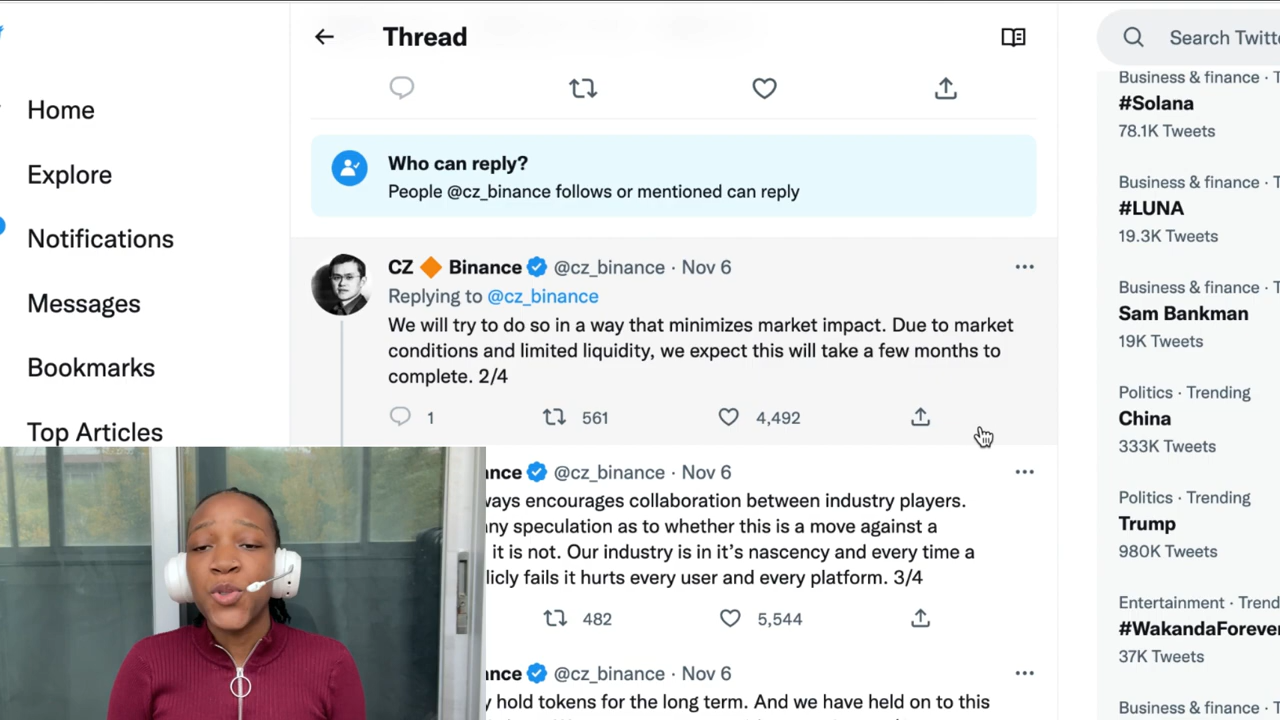 Thread
Search Twitt
Home
Explore
Notifications
Messages
Bookmarks
Top Articles
Who can reply?
People @cz_binance follows or mentioned can reply
CZ 🔶 Binance @cz_binance · Nov 6
Replying to @cz_binance
We will try to do so in a way that minimizes market impact. Due to market
conditions and limited liquidity, we expect this will take a few months to
complete. 2/4
1 561 4,492
nance @cz_binance · Nov 6
ways encourages collaboration between industry players.
any speculation as to whether this is a move against a
it is not. Our industry is in it's nascency and every time a
licly fails it hurts every user and every platform. 3/4
482 5,544
nance @cz_binance · Nov 6
y hold tokens for the long term. And we have held on to this
Business & finance · T
#Solana
78.1K Tweets
Business & finance · T
#LUNA
19.3K Tweets
Business & finance · T
Sam Bankman
19K Tweets
Politics · Trending
China
333K Tweets
Politics · Trending
Trump
980K Tweets
Entertainment · Trend
#WakandaForever
37K Tweets
Business & finance · T